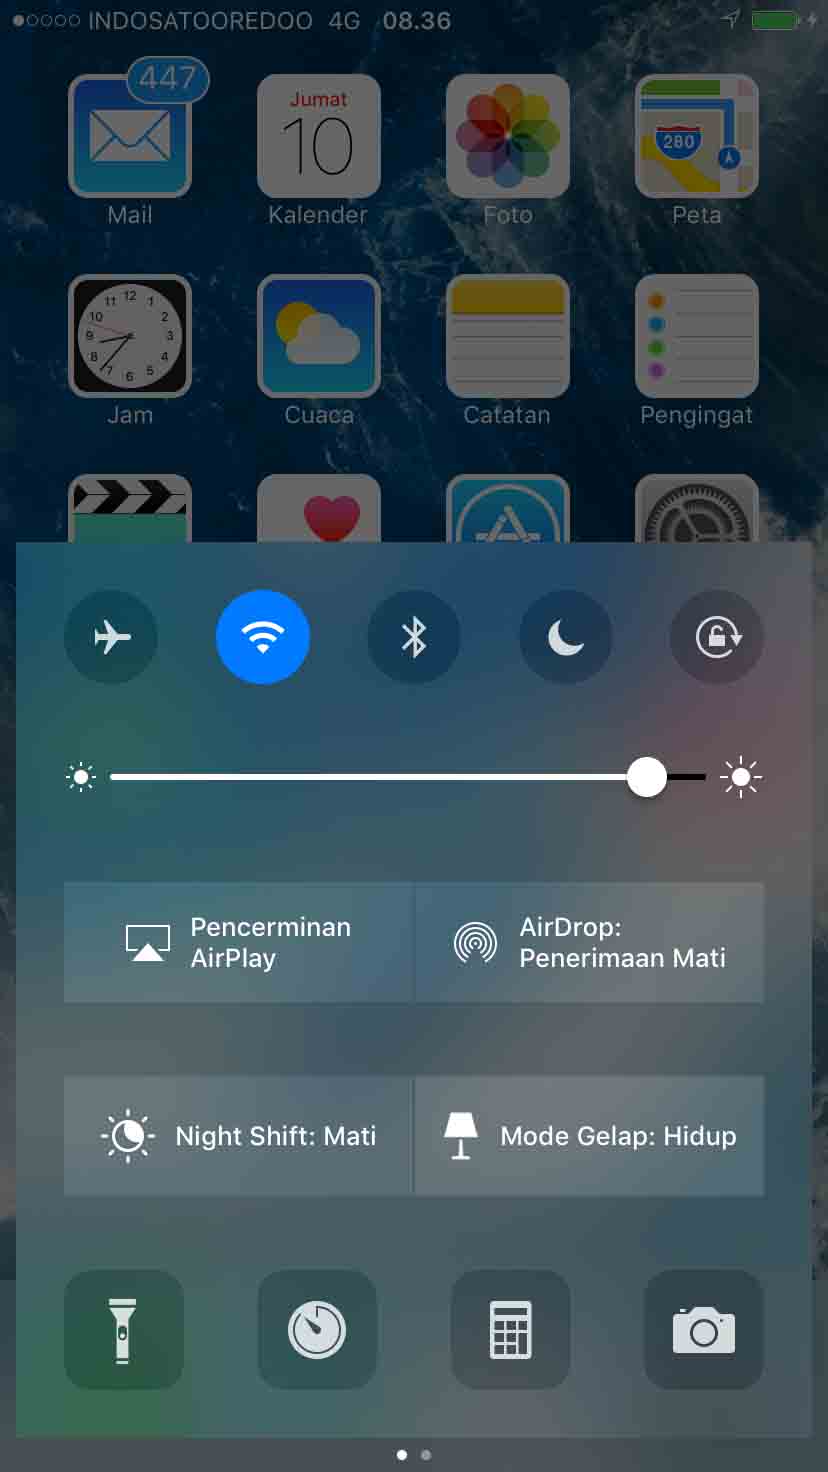 INDOSATOOREDOO 4G 08.36
447
Jumat
10
280
Mail Kalender Foto Peta
12
11 1
10 2
9 3
8 4
7 5
6
Jam Cuaca Catatan Pengingat
Pencerminan
AirPlay
AirDrop:
Penerimaan Mati
Night Shift: Mati
Mode Gelap: Hidup